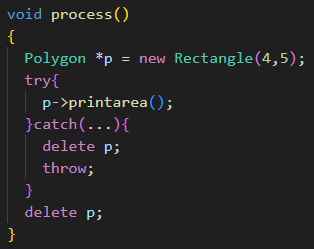 void process()
{
  Polygon *p = new Rectangle(4,5);
  try{
    p->printarea();
  }catch(...){
    delete p;
    throw;
  }
  delete p;
}